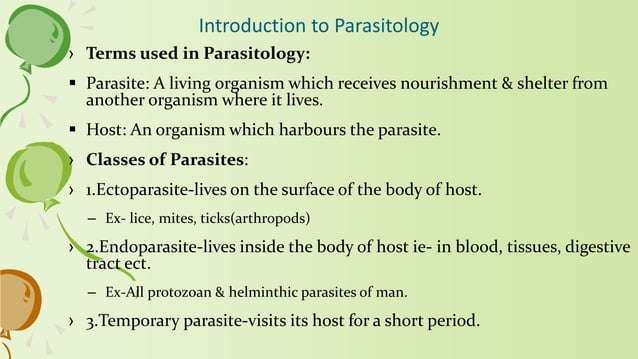 Introduction to Parasitology
› Terms used in Parasitology:
▪ Parasite: A living organism which receives nourishment & shelter from
another organism where it lives.
▪ Host: An organism which harbours the parasite.
› Classes of Parasites:
› 1.Ectoparasite-lives on the surface of the body of host.
– Ex- lice, mites, ticks(arthropods)
› 2.Endoparasite-lives inside the body of host ie- in blood, tissues, digestive
tract ect.
– Ex-All protozoan & helminthic parasites of man.
› 3.Temporary parasite-visits its host for a short period.